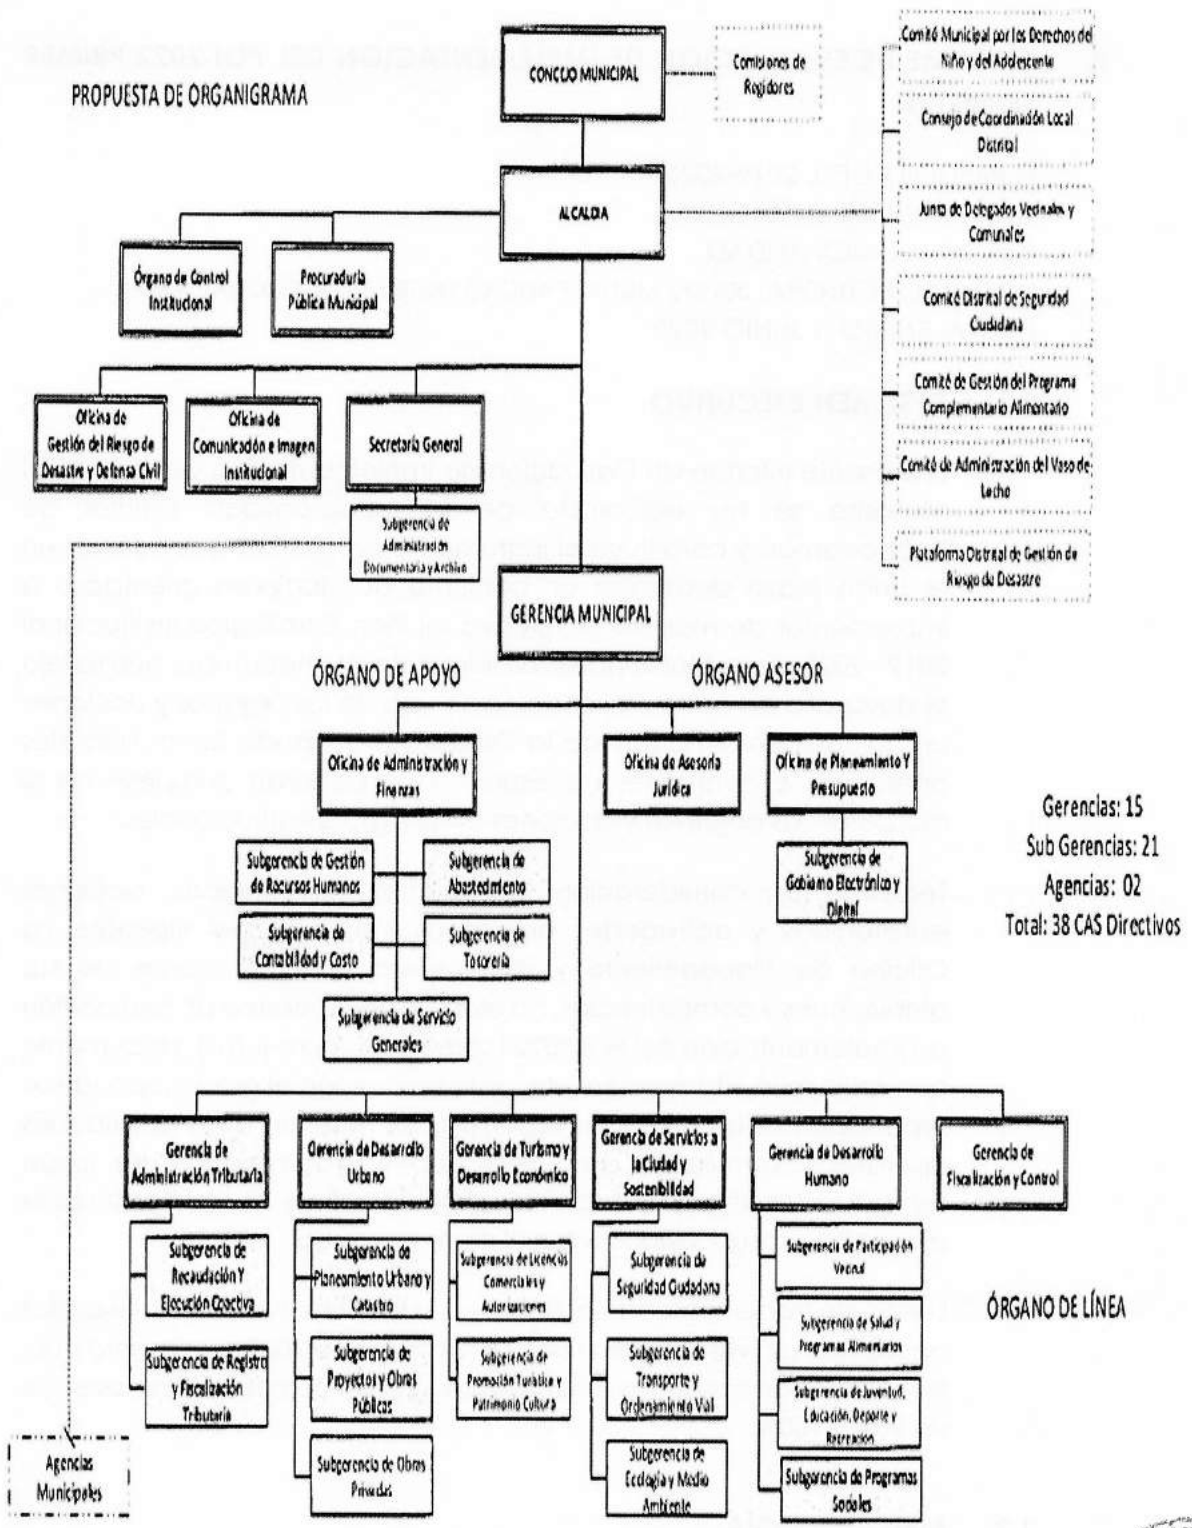 PROPUESTA DE ORGANIGRAMA
CONCEJO MUNICIPAL
Comisiones de
Regidores
Comité Municipal por los Derechos del
Niño y del Adolescente
Consejo de Coordinación Local
Distrital
ALCALDIA
Junta de Delegados Vecinales y
Comunales
Órgano de Control
Institucional
Procuraduría
Pública Municipal
Comité Distrital de Seguridad
Ciudadana
Comité de Gestión del Programa
Complementario Alimentario
Oficina de
Gestión del Riesgo de
Desastre y Defensa Civil
Oficina de
Comunicación e Imagen
Institucional
Secretaría General
Comité de Administración del Vaso de
Leche
Subgerencia de
Administración
Documentaria y Archivo
Plataforma Distrital de Gestión de
Riesgo de Desastre
GERENCIA MUNICIPAL
ÓRGANO DE APOYO
ÓRGANO ASESOR
Oficina de Administración y
Finanzas
Oficina de Asesoría
Jurídica
Oficina de Planeamiento Y
Presupuesto
Gerencias: 15
Sub Gerencias: 21
Agencias: 02
Total: 38 CAS Directivos
Subgrencia de Gestión
de Recursos Humanos
Subgerencia de
Abastecimiento
Subgerencia de
Gobierno Electrónico y
Digital
Subgerencia de
Contabilidad y Costo
Subgerencia de
Tesorería
Subgerencia de Servicio
Generales
Gerencia de
Administración Tributaria
Gerencia de Desarrollo
Urbano
Gerencia de Turismo y
Desarrollo Económico
Gerencia de Servicios a
la Ciudad y
Sostenibilidad
Gerencia de Desarrollo
Humano
Gerencia de
Fiscalización y Control
Subgerencia de
Recaudación Y
Ejecución Coactiva
Subgerencia de
Planeamiento Urbano y
Catastro
Subgerencia de Licencias
Comerciales y
Autorizaciones
Subgerencia de
Seguridad Ciudadana
Subgerencia de Participación
Vecinal
ÓRGANO DE LÍNEA
Subgerencia de Registro
y Fiscalización
Tributaria
Subgerencia de
Proyectos y Obras
Públicas
Subgerencia de
Promoción Turística y
Patrimonio Cultura
Subgerencia de
Transporte y
Ordenamiento Vial
Subgerencia de Salud y
Programas Alimentarios
Subgerencia de Juventud,
Educación, Deporte y
Recreación
Agencias
Municipales
Subgerencia de Obras
Privadas
Subgerencia de
Ecología y Medio
Ambiente
Subgerencia de Programas
Sociales